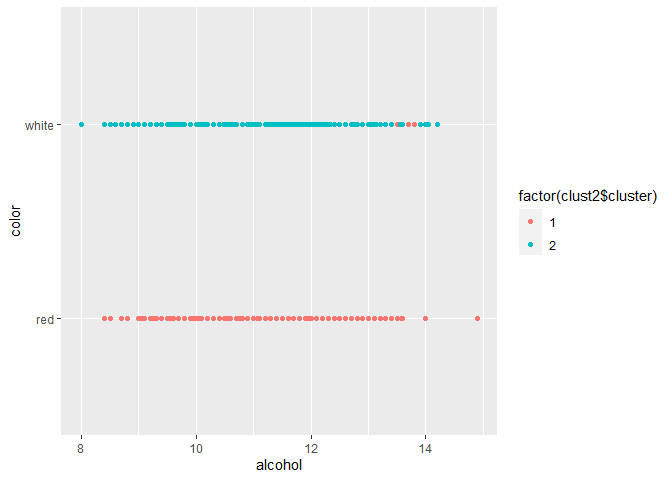 white
red
color
8 10 12 14
alcohol
factor(clust2$cluster)
1
2